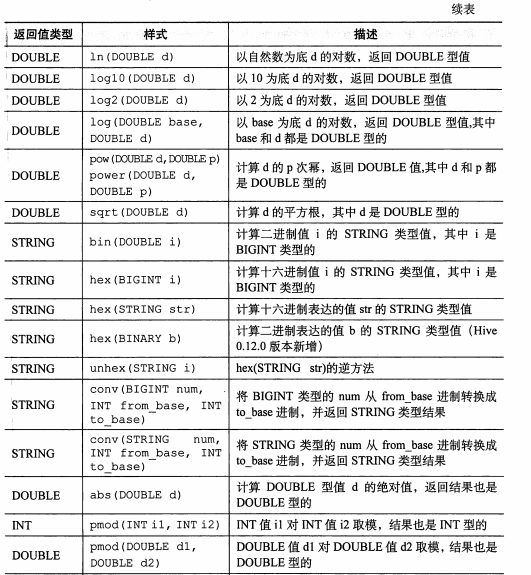 续表
返回值类型 样式 描述
DOUBLE ln(DOUBLE d) 以自然数为底 d 的对数，返回 DOUBLE 型值
DOUBLE log10(DOUBLE d) 以 10 为底 d 的对数，返回 DOUBLE 型值
DOUBLE log2(DOUBLE d) 以 2 为底 d 的对数，返回 DOUBLE 型值
DOUBLE log(DOUBLE base,
DOUBLE d)
以 base 为底 d 的对数，返回 DOUBLE 型值,其中
base 和 d 都是 DOUBLE 型的
DOUBLE pow(DOUBLE d,DOUBLE p)
power(DOUBLE d,
DOUBLE p)
计算 d 的 p 次幂，返回 DOUBLE 值,其中 d 和 p 都
是 DOUBLE 型的
DOUBLE sqrt(DOUBLE d) 计算 d 的平方根，其中 d 是 DOUBLE 型的
STRING bin(DOUBLE i) 计算二进制值 i 的 STRING 类型值，其中 i 是
BIGINT 类型的
STRING hex(BIGINT i) 计算十六进制值 i 的 STRING 类型值，其中 i 是
BIGINT 类型的
STRING hex(STRING str) 计算十六进制表达的值 str 的 STRING 类型值
STRING hex(BINARY b) 计算二进制表达的值 b 的 STRING 类型值（Hive
0.12.0 版本新增）
STRING unhex(STRING i) hex(STRING str)的逆方法
STRING conv(BIGINT num,
INT from_base, INT
to_base)
将 BIGINT 类型的 num 从 from_base 进制转换成
to_base 进制，并返回 STRING 类型结果
STRING conv(STRING num,
INT from_base, INT
to_base)
将 STRING 类型的 num 从 from_base 进制转换成
to_base 进制，并返回 STRING 类型结果
DOUBLE abs(DOUBLE d) 计算 DOUBLE 型值 d 的绝对值，返回结果也是
DOUBLE 型的
INT pmod(INT i1, INT i2) INT 值 i1 对 INT 值 i2 取模，结果也是 INT 型的
DOUBLE pmod(DOUBLE d1,
DOUBLE d2)
DOUBLE 值 d1 对 DOUBLE 值 d2 取模，结果也是
DOUBLE 型的